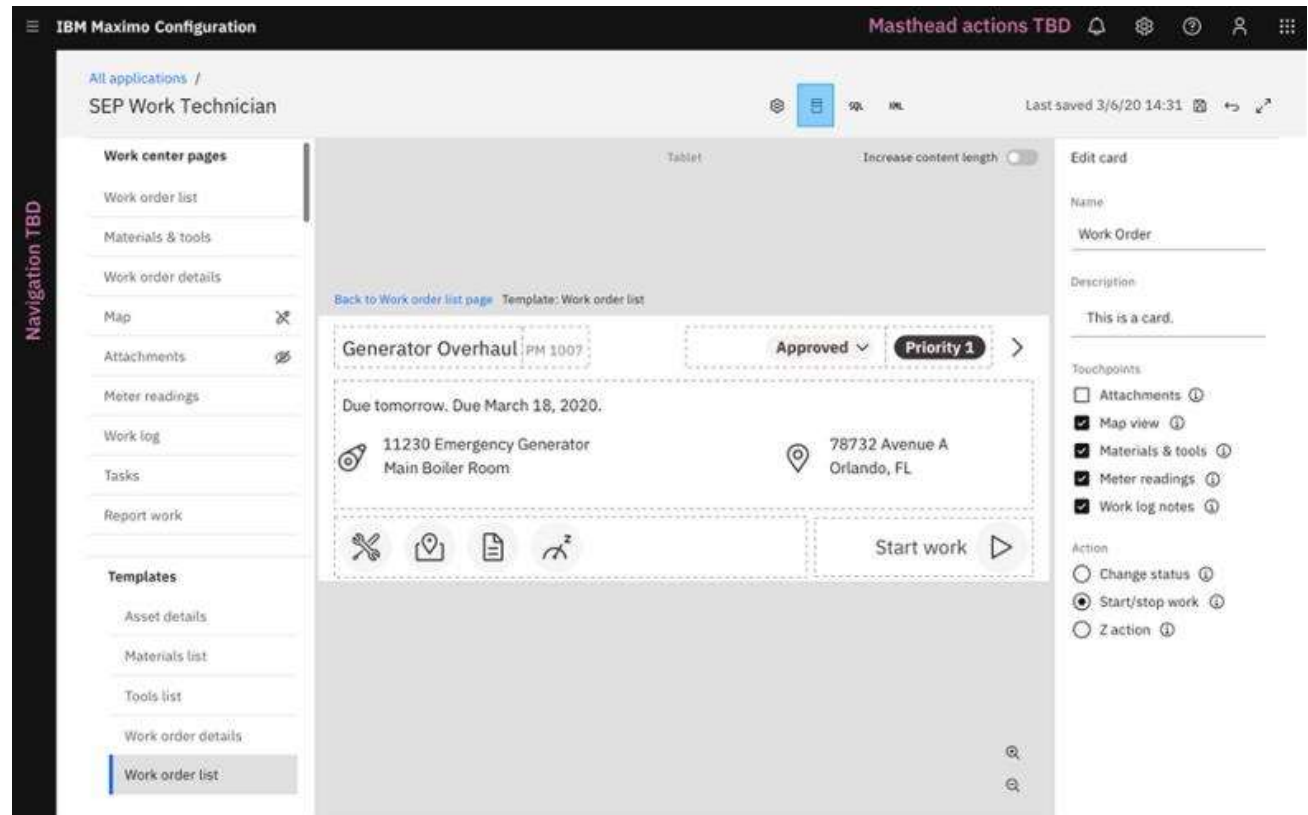 IBM Maximo Configuration
Masthead actions TBD
Navigation TBD
All applications /
SEP Work Technician
SQL
XML
Last saved 3/6/20 14:31
Work center pages
Work order list
Materials & tools
Work order details
Map
Attachments
Meter readings
Work log
Tasks
Report work
Templates
Asset details
Materials list
Tools list
Work order details
Work order list
Tablet
Increase content length
Back to Work order list page Template: Work order list
Generator Overhaul PM 1007
Approved
Priority 1
Due tomorrow. Due March 18, 2020.
11230 Emergency Generator
Main Boiler Room
78732 Avenue A
Orlando, FL
z
Start work
Edit card
Name
Work Order
Description
This is a card.
Touchpoints
Attachments
Map view
Materials & tools
Meter readings
Work log notes
Action
Change status
Start/stop work
Z action